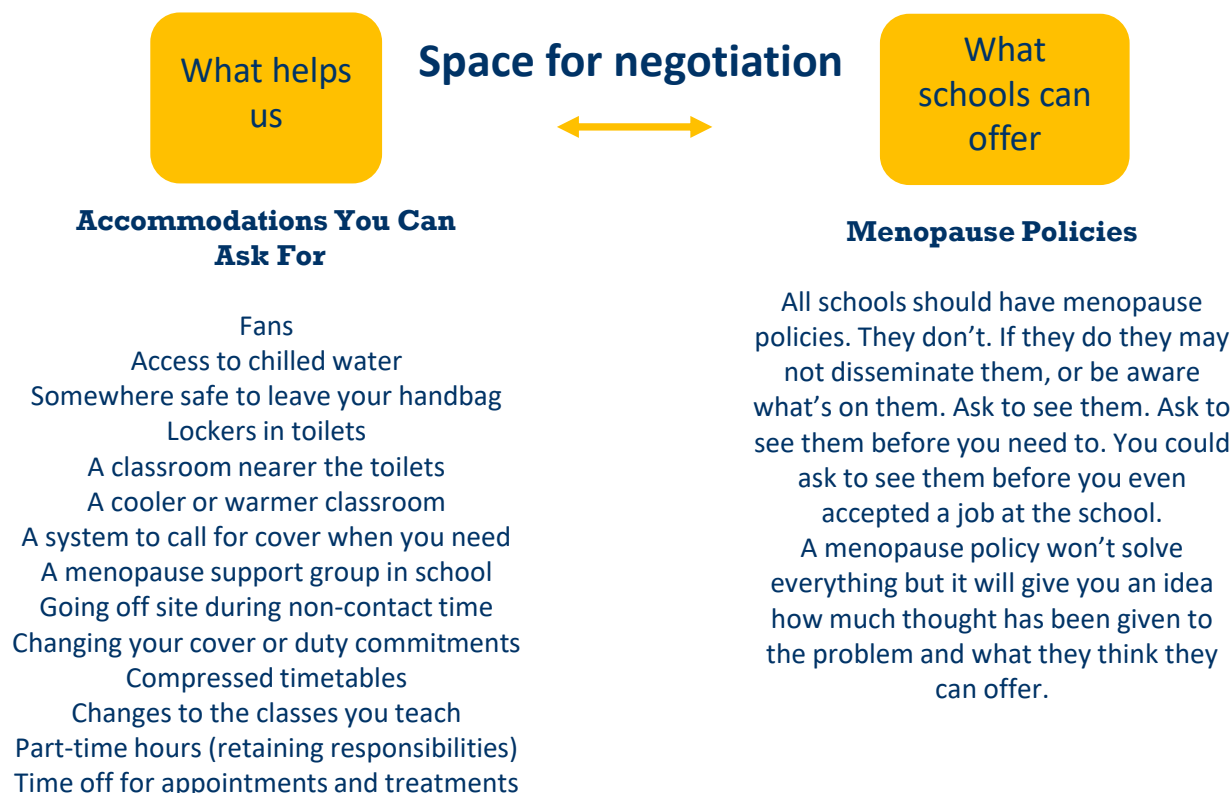 What helps
us
Space for negotiation
What
schools can
offer
Accommodations You Can
Ask For
Fans
Access to chilled water
Somewhere safe to leave your handbag
Lockers in toilets
A classroom nearer the toilets
A cooler or warmer classroom
A system to call for cover when you need
A menopause support group in school
Going off site during non-contact time
Changing your cover or duty commitments
Compressed timetables
Changes to the classes you teach
Part-time hours (retaining responsibilities)
Time off for appointments and treatments
Menopause Policies
All schools should have menopause
policies. They don’t. If they do they may
not disseminate them, or be aware
what’s on them. Ask to see them. Ask to
see them before you need to. You could
ask to see them before you even
accepted a job at the school.
A menopause policy won’t solve
everything but it will give you an idea
how much thought has been given to
the problem and what they think they
can offer.